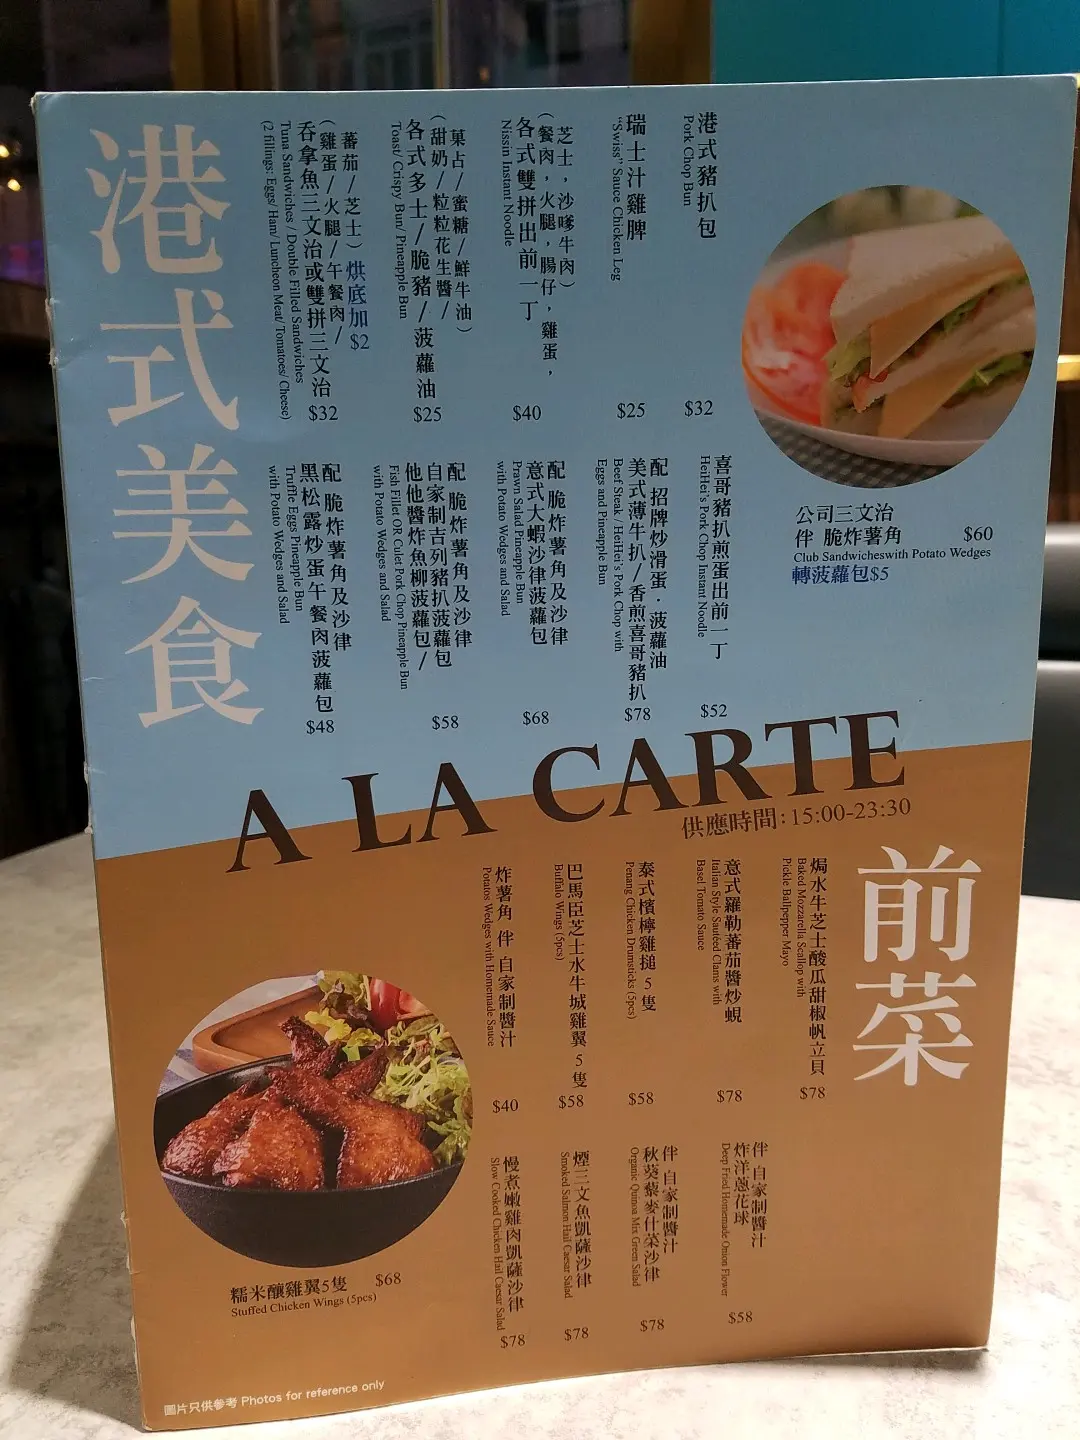 港式美食
港式豬扒包
Pork Chop Bun
$32
瑞士汁雞脾
"Swiss" Sauce Chicken Leg
$25
芝士，沙嗲牛肉）
（餐肉，火腿，腸仔，雞蛋，
各式雙拼出前一丁
Nissin Instant Noodle
$40
菓占/蜜糖/鮮牛油）
（甜奶/粒粒花生醬/
各式多士/脆豬/菠蘿油
Toast/ Crispy Bun/ Pineapple Bun
$25
蕃茄/芝士）烘底加$2
（雞蛋/火腿/午餐肉/
吞拿魚三文治或雙拼三文治
Tuna Sandwiches / Double Filled Sandwiches
(2 fillings: Eggs/ Ham/ Luncheon Meat/ Tomatoes/ Cheese)
$32
公司三文治
伴 脆炸薯角 $60
Club Sandwicheswith Potato Wedges
轉菠蘿包$5
喜哥豬扒煎蛋出前一丁
HeiHei's Pork Chop Instant Noodle
$52
配 招牌炒滑蛋·菠蘿油
美式薄牛扒/香煎喜哥豬扒
Beef Steak / HeiHei's Pork Chop with
Eggs and Pineapple Bun
$78
配 脆炸薯角及沙律
意式大蝦沙律菠蘿包
Prawn Salad Pineapple Bun
with Potato Wedges and Salad
$68
配 脆炸薯角及沙律
自家制吉列豬扒菠蘿包
他他醬炸魚柳菠蘿包/
Fish Fillet OR Culet Pork Chop Pineapple Bun
with Potato Wedges and Salad
$58
配 脆炸薯角及沙律
黑松露炒蛋午餐肉菠蘿包
Truffle Eggs Pineapple Bun
with Potato Wedges and Salad
$48
A LA CARTE
供應時間：15:00-23:30
前菜
焗水牛芝士酸瓜甜椒帆立貝
Baked Mozzarella Scallop with
Pickle Ballpepper Mayo
$78
意式羅勒蕃茄醬炒蜆
Italian Style Sautéed Clams with
Basel Tomato Sauce
$78
泰式檳檸雞搥 5隻
Penang Chicken Drumsticks (5pcs)
$58
巴馬臣芝士水牛城雞翼 5隻
Buffalo Wings (5pcs)
$58
炸薯角 伴 自家制醬汁
Potatos Wedges with Homemade Sauce
$40
伴 自家制醬汁
炸洋蔥花球
Deep Fried Homemade Onion Flower
$58
伴 自家制醬汁
秋葵藜麥什菜沙律
Organic Quinoa Mix Green Salad
$78
煙三文魚凱薩沙律
Smoked Salmon Hail Caesar Salad
$78
慢煮嫩雞肉凱薩沙律
Slow Cooked Chicken Hail Caesar Salad
$78
糯米釀雞翼5隻 $68
Stuffed Chicken Wings (5pcs)
圖片只供參考 Photos for reference only